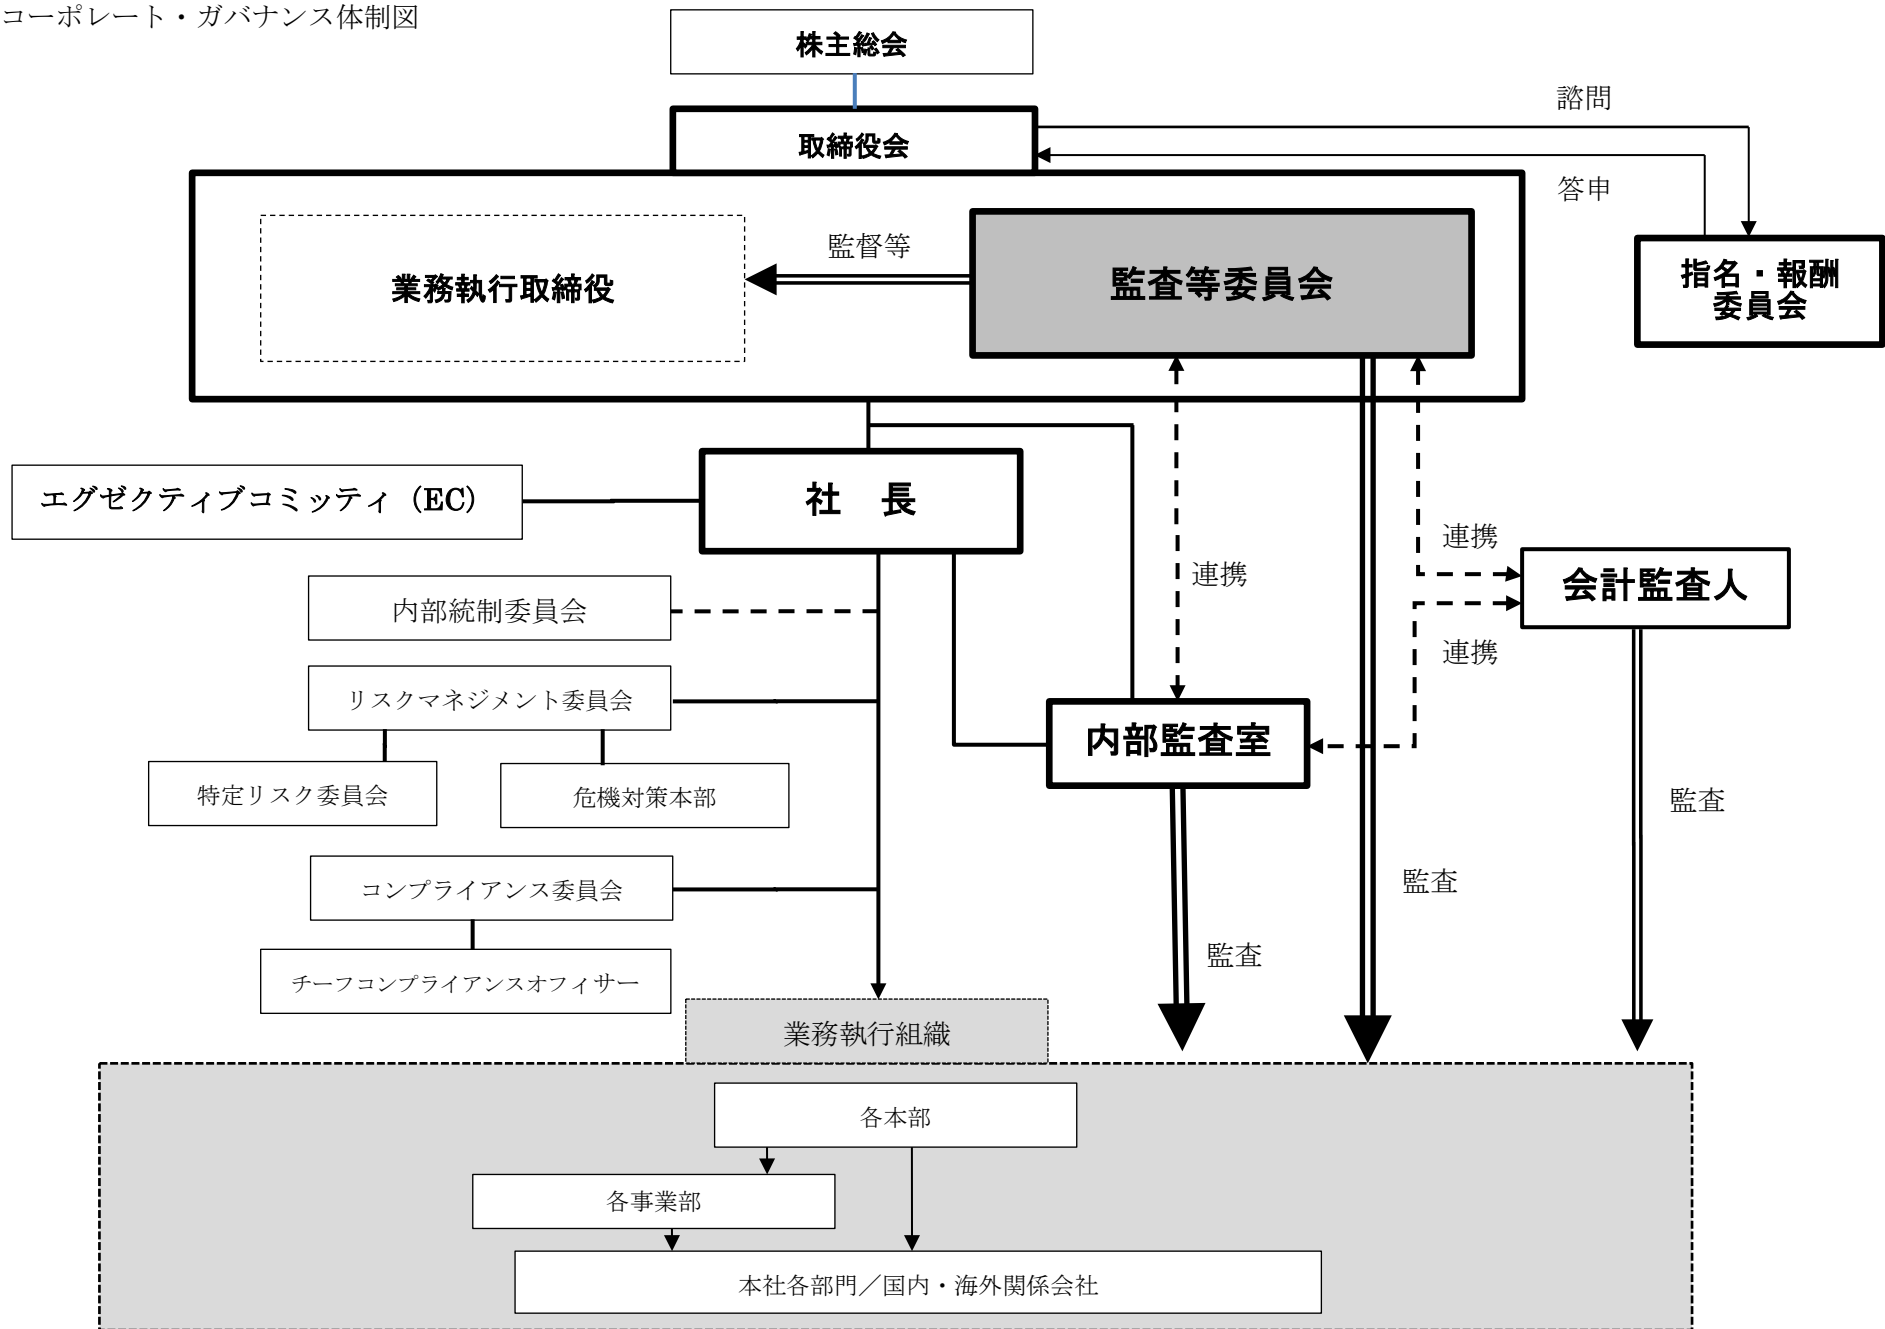 コーポレート・ガバナンス体制図
株主総会
諮問
取締役会
答申
監督等
業務執行取締役
監査等委員会
指名・報酬
委員会
エグゼクティブコミッティ（EC）
社　長
連携
会計監査人
連携
内部統制委員会
連携
リスクマネジメント委員会
内部監査室
特定リスク委員会
危機対策本部
監査
コンプライアンス委員会
監査
監査
チーフコンプライアンスオフィサー
業務執行組織
各本部
各事業部
本社各部門／国内・海外関係会社